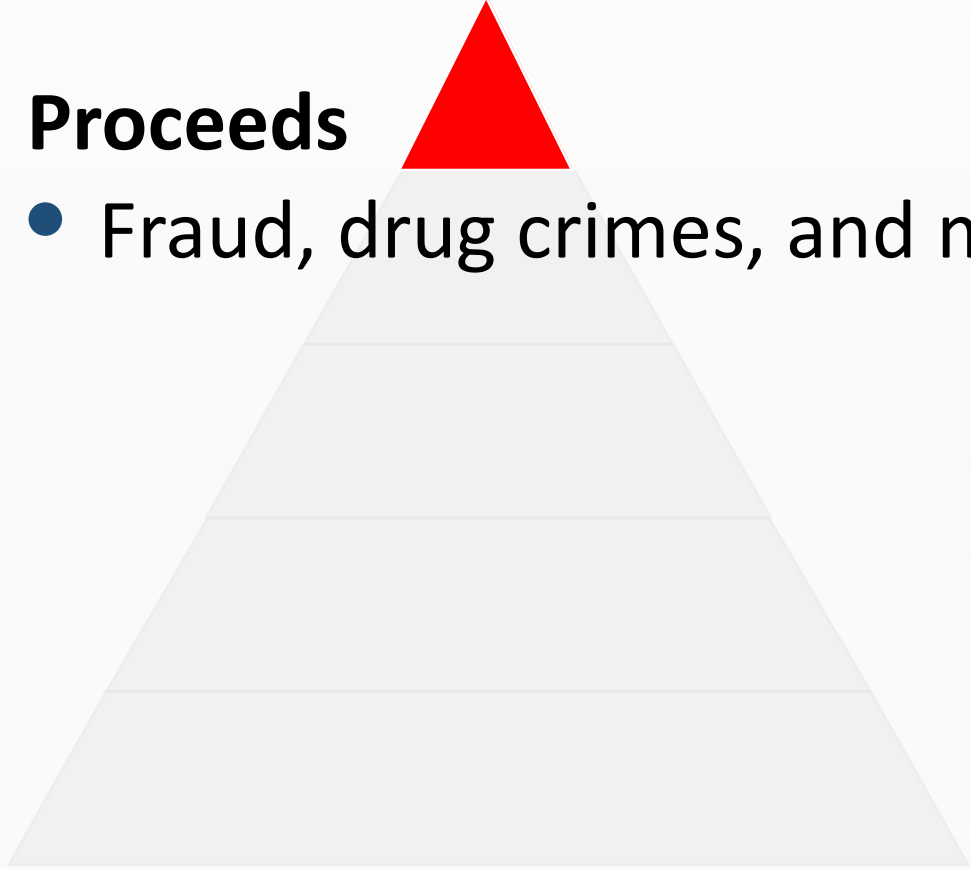 Proceeds
• Fraud, drug crimes, and